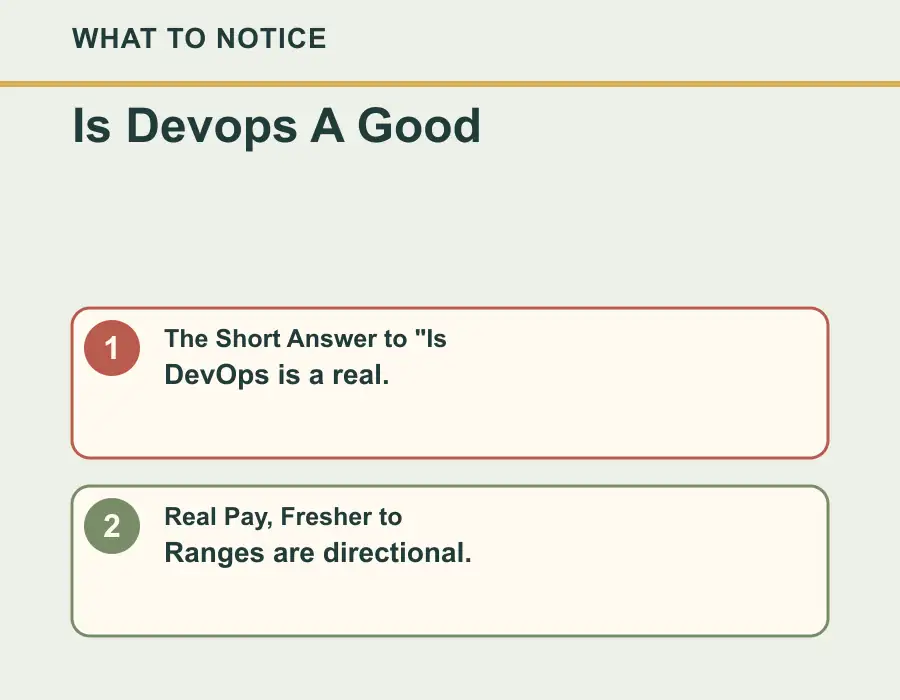 WHAT TO NOTICE
Is Devops A Good
1
The Short Answer to "Is
DevOps is a real.
2
Real Pay, Fresher to
Ranges are directional.